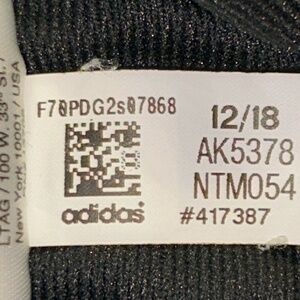 F70PDG2s07868
adidas
12/18
AK5378
NTM054
#417387
LTAG / 100 W. 33rd St. /
New York 10001 / USA